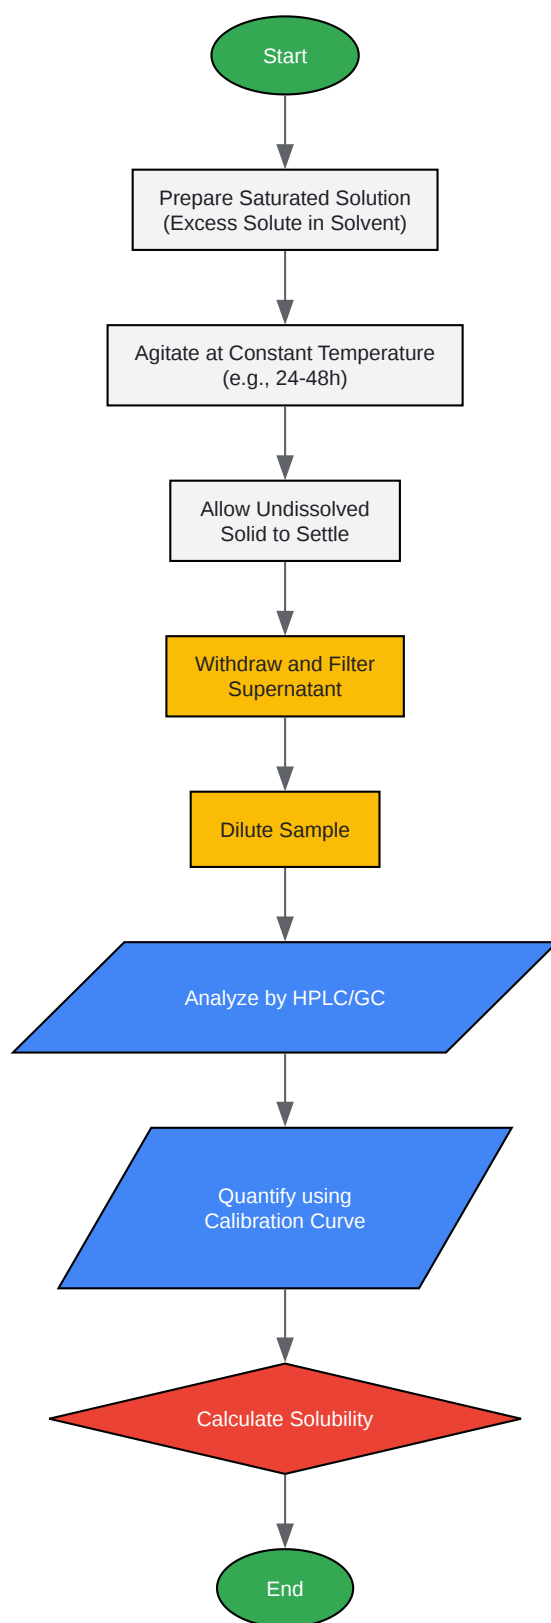 Start
Prepare Saturated Solution
(Excess Solute in Solvent)
Agitate at Constant Temperature
(e.g., 24-48h)
Allow Undissolved
Solid to Settle
Withdraw and Filter
Supernatant
Dilute Sample
Analyze by HPLC/GC
Quantify using
Calibration Curve
Calculate Solubility
End